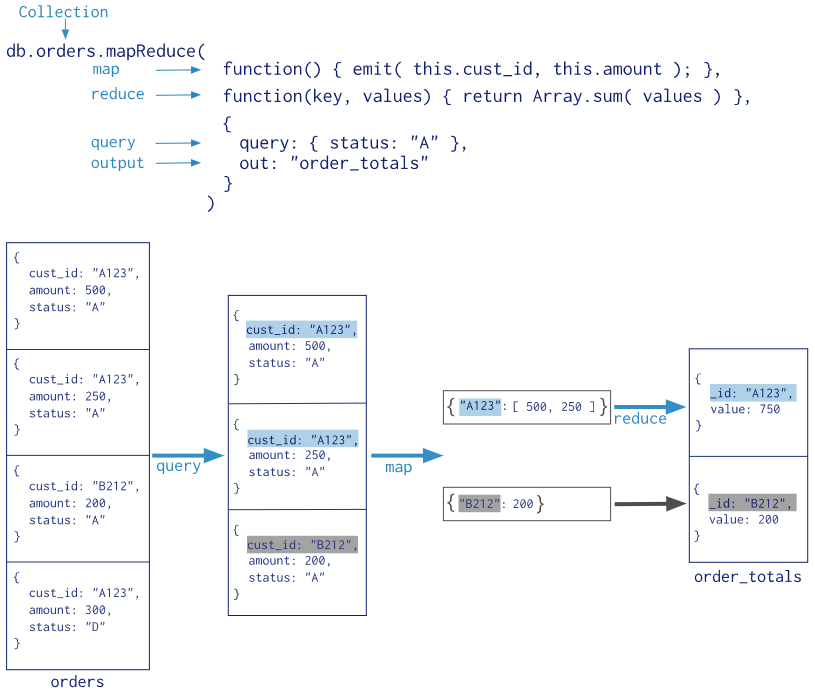 Collection
db.orders.mapReduce(
map function() { emit( this.cust_id, this.amount ); },
reduce function(key, values) { return Array.sum( values ) },
{
query query: { status: "A" },
output out: "order_totals"
}
)
{
cust_id: "A123",
amount: 500,
status: "A"
}
{
cust_id: "A123",
amount: 250,
status: "A"
}
{
cust_id: "B212",
amount: 200,
status: "A"
}
{
cust_id: "A123",
amount: 300,
status: "D"
}
orders
query
{
cust_id: "A123",
amount: 500,
status: "A"
}
{
cust_id: "A123",
amount: 250,
status: "A"
}
{
cust_id: "B212",
amount: 200,
status: "A"
}
map
{"A123": [ 500, 250 ]}
{"B212": 200}
reduce
{
_id: "A123",
value: 750
}
{
_id: "B212",
value: 200
}
order_totals